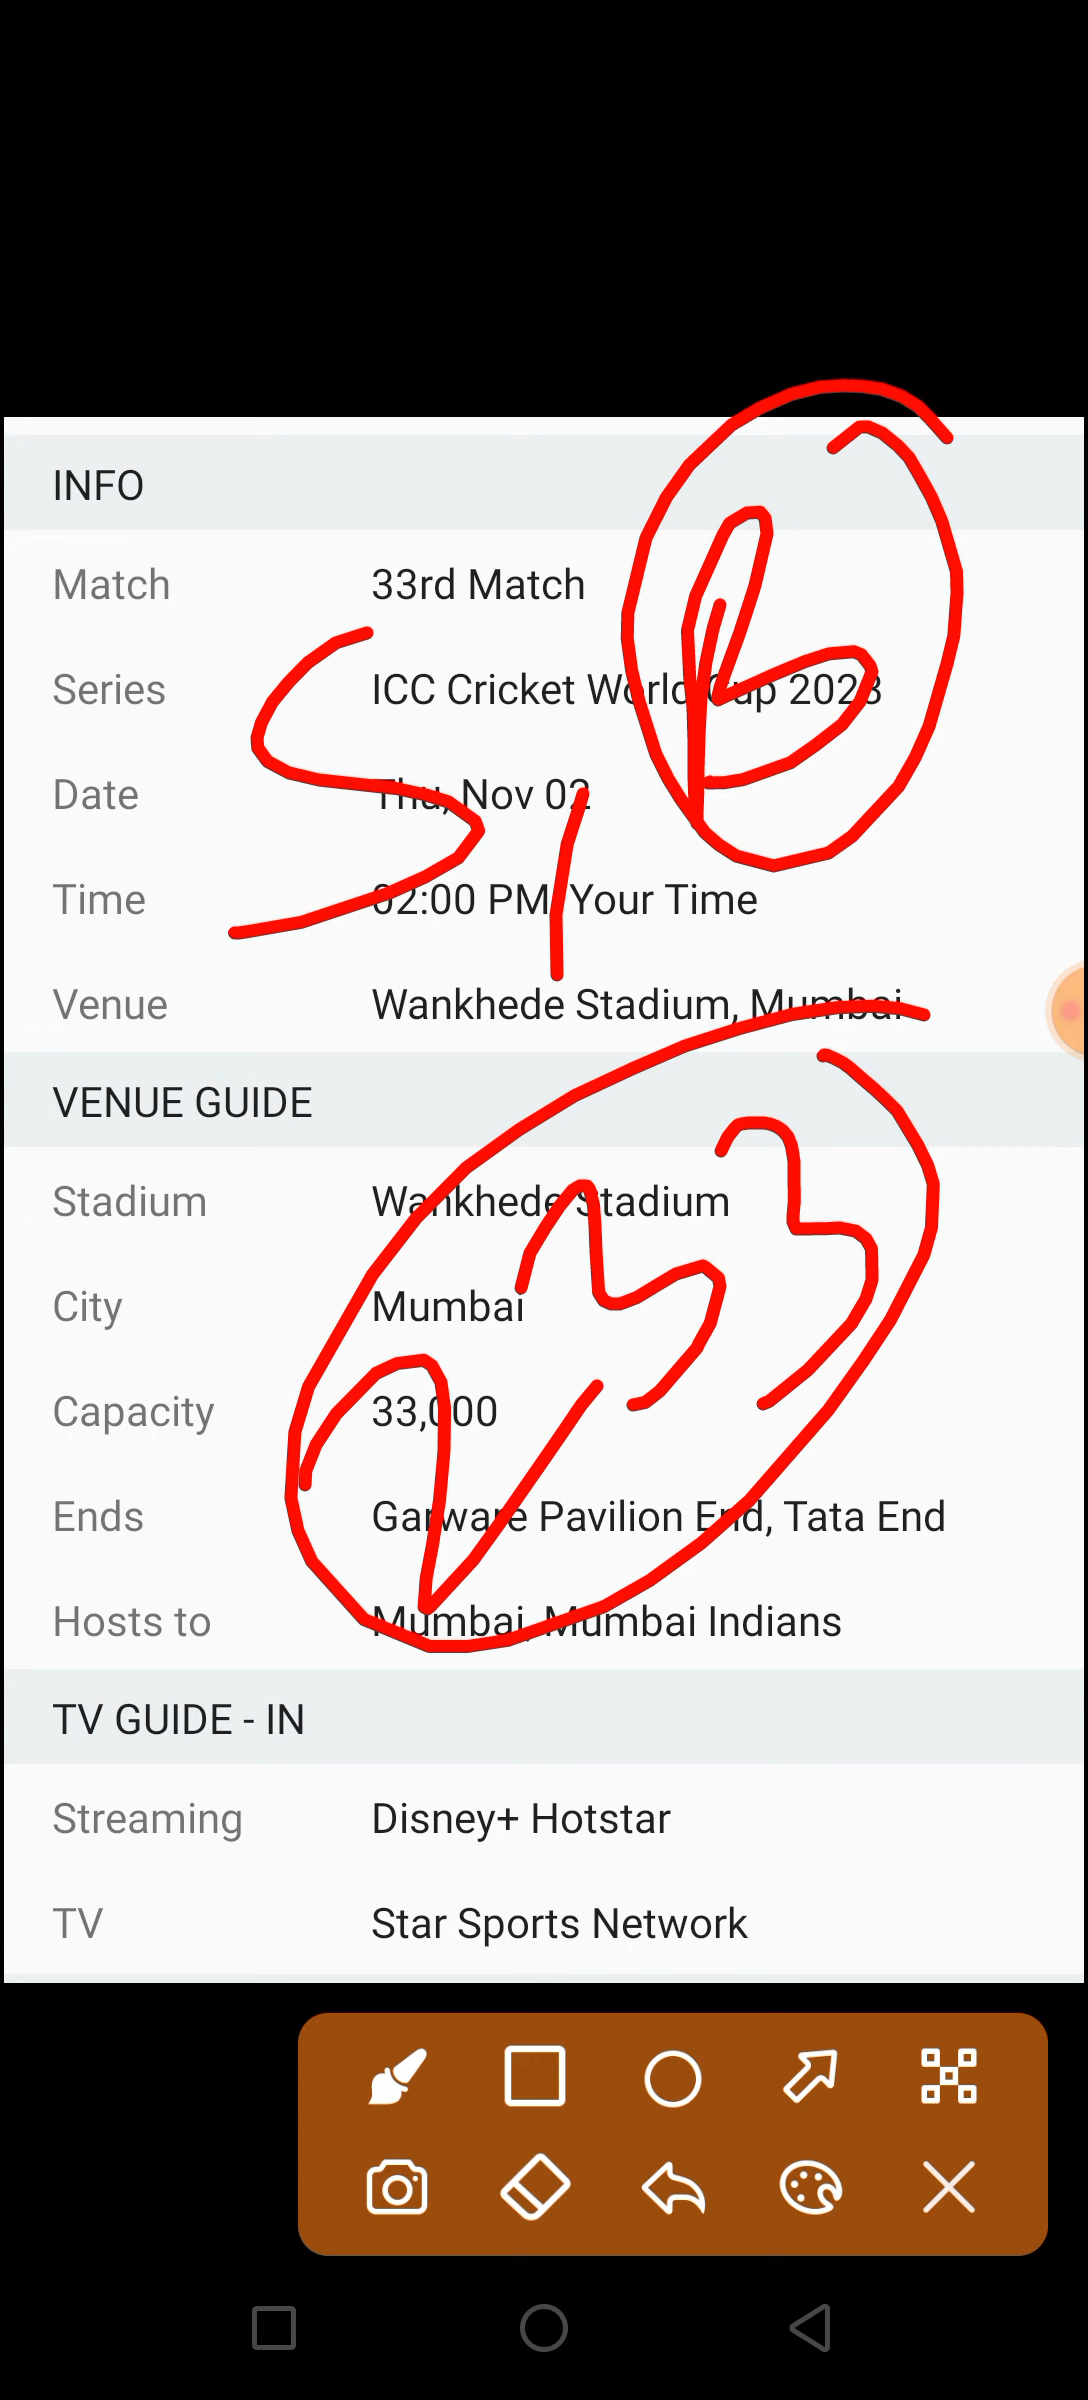 INFO
Match 33rd Match
Series ICC Cricket World Cup 2023
Date Thu, Nov 02
Time 02:00 PM, Your Time
Venue Wankhede Stadium, Mumbai
VENUE GUIDE
Stadium Wankhede Stadium
City Mumbai
Capacity 33,000
Ends Garware Pavilion End, Tata End
Hosts to Mumbai, Mumbai Indians
TV GUIDE - IN
Streaming Disney+ Hotstar
TV Star Sports Network